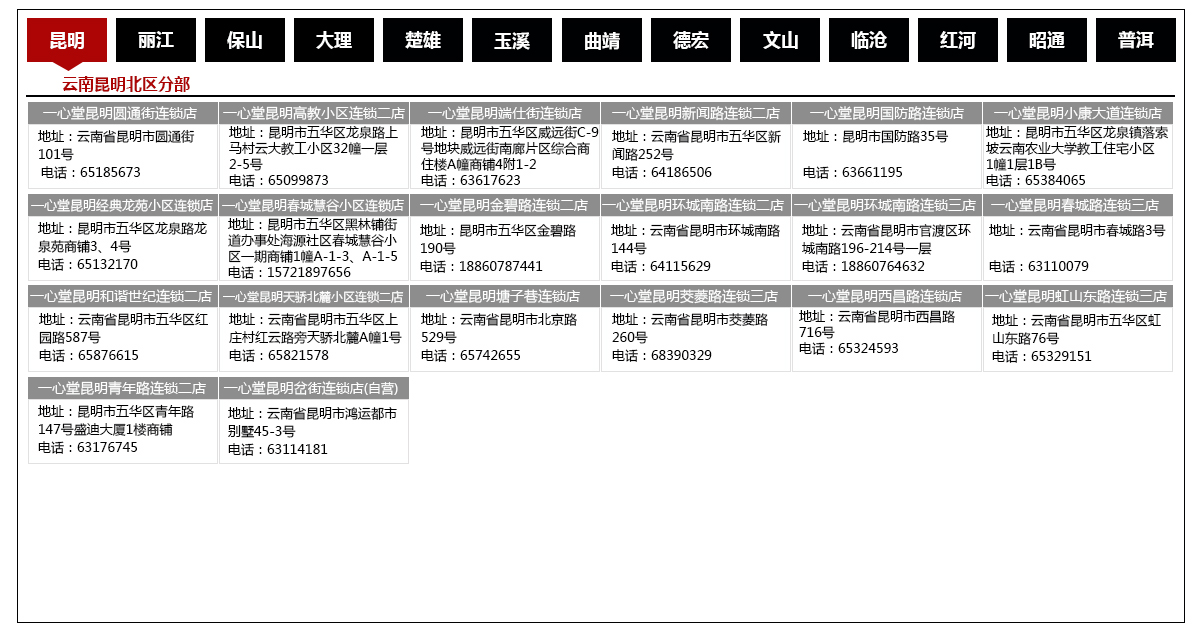 昆明
丽江
保山
大理
楚雄
玉溪
曲靖
德宏
文山
临沧
红河
昭通
普洱
云南昆明北区分部
一心堂昆明圆通街连锁店
地址：云南省昆明市圆通街
101号
电话：65185673
一心堂昆明高教小区连锁二店
地址：昆明市五华区龙泉路上
马村云大教工小区32幢一层
2-5号
电话：65099873
一心堂昆明端仕街连锁店
地址：昆明市五华区威远街C-9
号地块威远街南廊片区综合商
住楼A幢商铺4附1-2
电话：63617623
一心堂昆明新闻路连锁二店
地址：云南省昆明市五华区新
闻路252号
电话：64186506
一心堂昆明国防路连锁店
地址：昆明市国防路35号
电话：63661195
一心堂昆明小康大道连锁店
地址：昆明市五华区龙泉镇落索
坡云南农业大学教工住宅小区
1幢1层1B号
电话：65384065
一心堂昆明经典龙苑小区连锁店
地址：昆明市五华区龙泉路龙
泉苑商铺3、4号
电话：65132170
一心堂昆明春城慧谷小区连锁店
地址：昆明市五华区黑林铺街
道办事处海源社区春城慧谷小
区一期商铺1幢A-1-3、A-1-5
电话：15721897656
一心堂昆明金碧路连锁二店
地址：昆明市五华区金碧路
190号
电话：18860787441
一心堂昆明环城南路连锁二店
地址：云南省昆明市环城南路
144号
电话：64115629
一心堂昆明环城南路连锁三店
地址：云南省昆明市官渡区环
城南路196-214号一层
电话：18860764632
一心堂昆明春城路连锁三店
地址：云南省昆明市春城路3号
电话：63110079
一心堂昆明和谐世纪连锁二店
地址：云南省昆明市五华区红
园路587号
电话：65876615
一心堂昆明天骄北麓小区连锁二店
地址：云南省昆明市五华区上
庄村红云路旁天骄北麓A幢1号
电话：65821578
一心堂昆明塘子巷连锁店
地址：云南省昆明市北京路
529号
电话：65742655
一心堂昆明茭菱路连锁三店
地址：云南省昆明市茭菱路
260号
电话：68390329
一心堂昆明西昌路连锁店
地址：云南省昆明市西昌路
716号
电话：65324593
一心堂昆明虹山东路连锁三店
地址：云南省昆明市五华区虹
山东路76号
电话：65329151
一心堂昆明青年路连锁二店
地址：昆明市五华区青年路
147号盛迪大厦1楼商铺
电话：63176745
一心堂昆明岔街连锁店(自营)
地址：云南省昆明市鸿运都市
别墅45-3号
电话：63114181